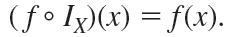 (f ∘ I_X)(x) = f(x).